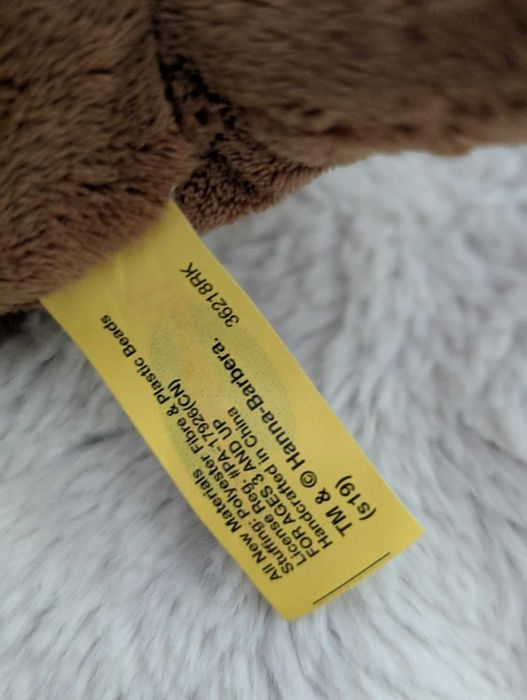 All New Materials
Stuffing: Polyester Fibre & Plastic Beads
License Reg #PA-17926(CN)
FOR AGES 3 AND UP
Handcrafted in China
TM & © Hanna-Barbera. 36218RK
(s19)